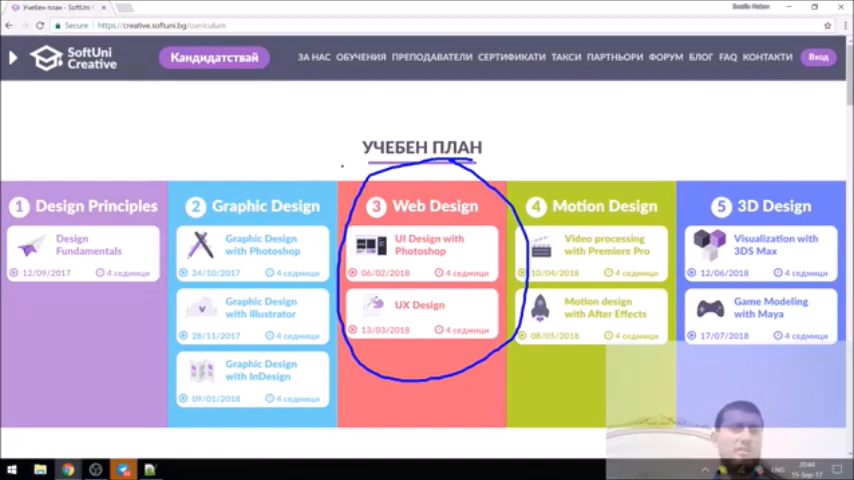 Учебен план - SoftUni C
Secure
https://creative.softuni.bg/curriculum
SoftUni
Creative
Кандидатствай
ЗА НАС ОБУЧЕНИЯ ПРЕПОДАВАТЕЛИ СЕРТИФИКАТИ ТАКСИ ПАРТНЬОРИ ФОРУМ БЛОГ FAQ КОНТАКТИ
Вход
УЧЕБЕН ПЛАН
1 Design Principles
Design
Fundamentals
12/09/2017 4 седмици
2 Graphic Design
Graphic Design
with Photoshop
24/10/2017 4 седмици
Graphic Design
with Illustrator
28/11/2017 4 седмици
Graphic Design
with InDesign
09/01/2018 4 седмици
3 Web Design
UI Design with
Photoshop
06/02/2018 4 седмици
UX Design
13/03/2018 4 седмици
4 Motion Design
Video processing
with Premiere Pro
10/04/2018 4 седмици
Motion design
with After Effects
08/05/2018 4 седмици
5 3D Design
Visualization with
3DS Max
12/06/2018 4 седмици
Game Modeling
with Maya
17/07/2018 4 седмици
ENG
20:44
15-Sep-17